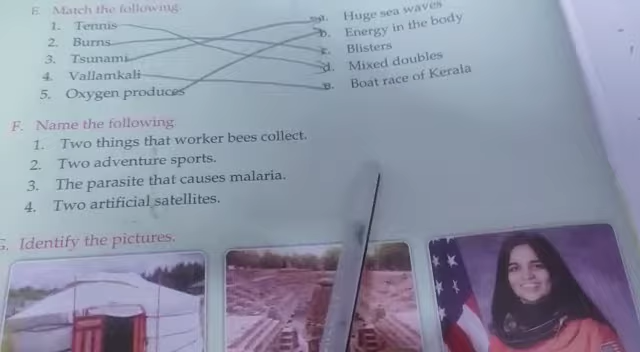 E. Match the following
1. Tennis a. Huge sea waves
2. Burns b. Energy in the body
3. Tsunami c. Blisters
4. Vallamkali d. Mixed doubles
5. Oxygen produces e. Boat race of Kerala
F. Name the following.
1. Two things that worker bees collect.
2. Two adventure sports.
3. The parasite that causes malaria.
4. Two artificial satellites.
G. Identify the pictures.